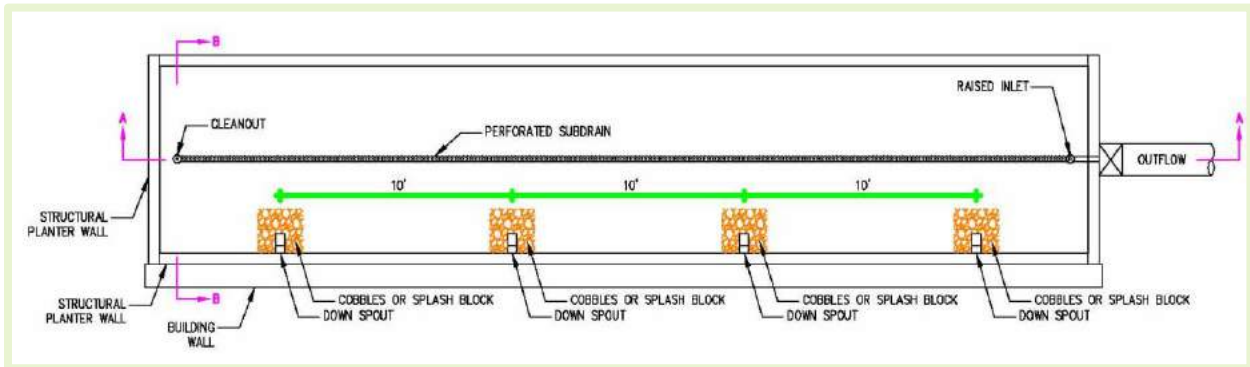 B
A
CLEANOUT
PERFORATED SUBDRAIN
RAISED INLET
A
OUTFLOW
10'
10'
10'
STRUCTURAL
PLANTER WALL
STRUCTURAL
PLANTER WALL
B
BUILDING
WALL
COBBLES OR SPLASH BLOCK
DOWN SPOUT
COBBLES OR SPLASH BLOCK
DOWN SPOUT
COBBLES OR SPLASH BLOCK
DOWN SPOUT
COBBLES OR SPLASH BLOCK
DOWN SPOUT